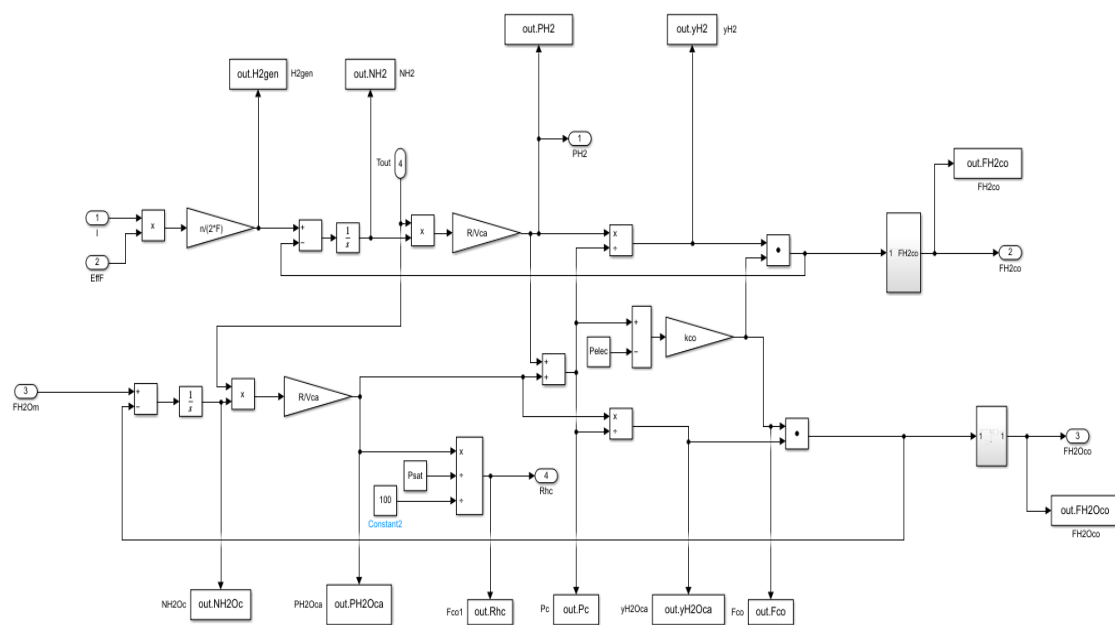 out.PH2
out.yH2 yH2
out.H2gen H2gen
out.NH2 NH2
1
PH2
Tout 4
out.FH2co
FH2co
1
I
x
n/(2*F)
+
−
1
s
x
R/Vca
x
÷
1 FH2co
2
FH2co
2
EffF
+
−
kco
Pelec
3
FH2Om
+
−
1
s
x
R/Vca
+
+
x
÷
1 1
3
FH2Oco
x
÷
÷
Psat
100
Constant2
4
Rhc
out.FH2Oco
FH2Oco
NH2Oc out.NH2Oc
PH2Oca out.PH2Oca
Fco1 out.Rhc
Pc out.Pc
yH2Oca out.yH2Oca
Fco out.Fco